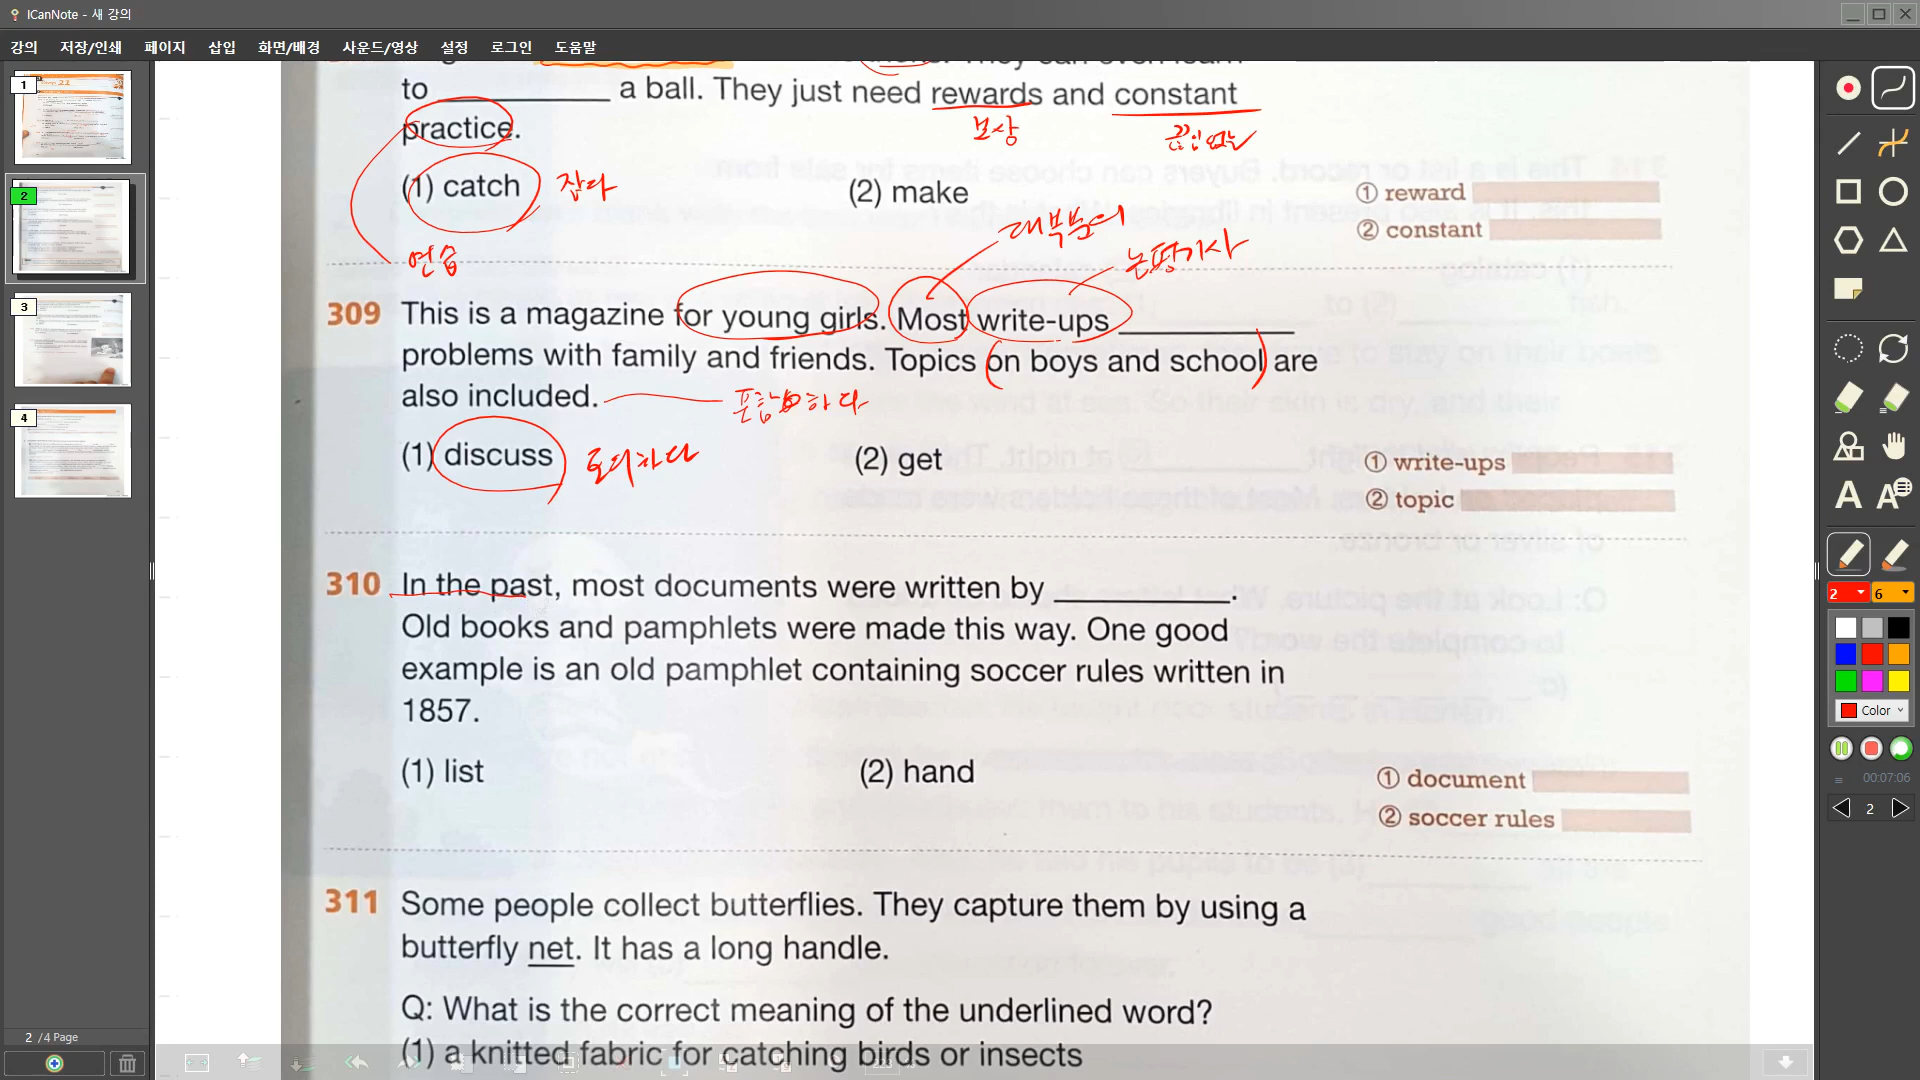 ICanNote - 새 강의
강의 저장/인쇄 페이지 삽입 화면/배경 사운드/영상 설정 로그인 도움말
1
2
3
4
to ___________ a ball. They just need rewards and constant
보상 끊임없는
practice.
(1) catch 잡다 (2) make
① reward
② constant
연습
대부분의
논평기사
309 This is a magazine for young girls. Most write-ups ___________
problems with family and friends. Topics (on boys and school) are
also included. 포함하다
(1) discuss 토의하다 (2) get
① write-ups
② topic
310 In the past, most documents were written by ___________.
Old books and pamphlets were made this way. One good
example is an old pamphlet containing soccer rules written in
1857.
(1) list (2) hand
① document
② soccer rules
311 Some people collect butterflies. They capture them by using a
butterfly net. It has a long handle.
Q: What is the correct meaning of the underlined word?
(1) a knitted fabric for catching birds or insects
2 /4 Page
2 6
Color
00:07:06
2